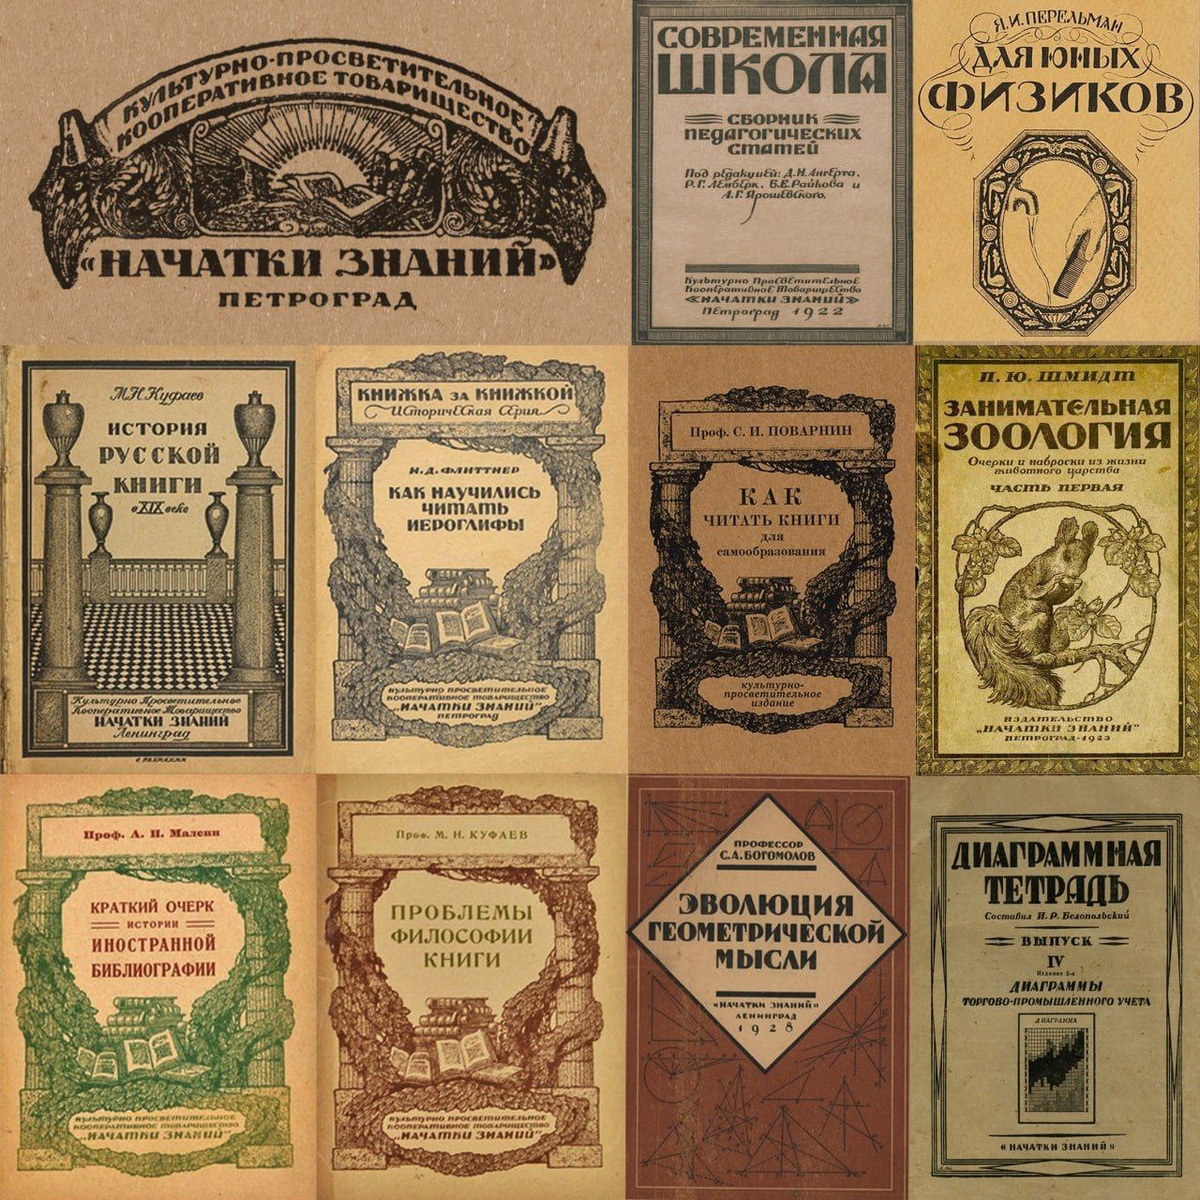 КУЛЬТУРНО-ПРОСВЕТИТЕЛЬНОЕ
КООПЕРАТИВНОЕ ТОВАРИЩЕСТВО
«НАЧАТКИ ЗНАНИЙ»
ПЕТРОГРАД
СОВРЕМЕННАЯ
ШКОЛА
СБОРНИК
ПЕДАГОГИЧЕСКИХ
СТАТЕЙ
Под редакцией: Д.И.Ангерта.
Р.Г.Лемберк. Б.Е.Райкова и
А.Г.Ярошевского.
Культурно Просветительное
Кооперативное Товарищество
«НАЧАТКИ ЗНАНИЙ»
Петроград 1922
Я.И.ПЕРЕЛЬМАН
ДЛЯ ЮНЫХ
ФИЗИКОВ
М.Н.Куфаев
ИСТОРИЯ
РУССКОЙ
КНИГИ
в XIX веке
Культурно Просветительное
Кооперативное Товарищество
НАЧАТКИ ЗНАНИЙ
Ленинград
КНИЖКА ЗА КНИЖКОЙ
Историческая Серия
Н.Д.ФЛИТТНЕР
КАК НАУЧИЛИСЬ
ЧИТАТЬ
ИЕРОГЛИФЫ
КУЛЬТУРНО ПРОСВЕТИТЕЛЬНОЕ
КООПЕРАТИВНОЕ ТОВАРИЩЕСТВО
„НАЧАТКИ ЗНАНИЙ"
ПЕТРОГРАД
Проф. С. И. ПОВАРНИН
КАК
ЧИТАТЬ КНИГИ
для
самообразования
культурно-
просветительное
издание
П. Ю. ШМИДТ
ЗАНИМАТЕЛЬНАЯ
ЗООЛОГИЯ
Очерки и наброски из жизни
животного царства
ЧАСТЬ ПЕРВАЯ
ИЗДАТЕЛЬСТВО
„НАЧАТКИ ЗНАНИЙ"
ПЕТРОГРАД-1923
Проф. А. И. Малеин
КРАТКИЙ ОЧЕРК
ИСТОРИИ
ИНОСТРАННОЙ
БИБЛИОГРАФИИ
КУЛЬТУРНО ПРОСВЕТИТЕЛЬНОЕ
КООПЕРАТИВНОЕ ТОВАРИЩЕСТВО
„НАЧАТКИ ЗНАНИЙ"
Проф. М. Н. КУФАЕВ
ПРОБЛЕМЫ
ФИЛОСОФИИ
КНИГИ
КУЛЬТУРНО ПРОСВЕТИТЕЛЬНОЕ
КООПЕРАТИВНОЕ ТОВАРИЩЕСТВО
„НАЧАТКИ ЗНАНИЙ"
ПРОФЕССОР
С.А.БОГОМОЛОВ
ЭВОЛЮЦИЯ
ГЕОМЕТРИЧЕСКОЙ
МЫСЛИ
«НАЧАТКИ ЗНАНИЙ»
ЛЕНИНГРАД
1928
ДИАГРАММНАЯ
ТЕТРАДЬ
Составил И.Р.Белопольский
ВЫПУСК
IV
Издание 2-е
ДИАГРАММЫ
ТОРГОВО-ПРОМЫШЛЕННОГО УЧЕТА
ДИАГРАММА
«НАЧАТКИ ЗНАНИЙ»